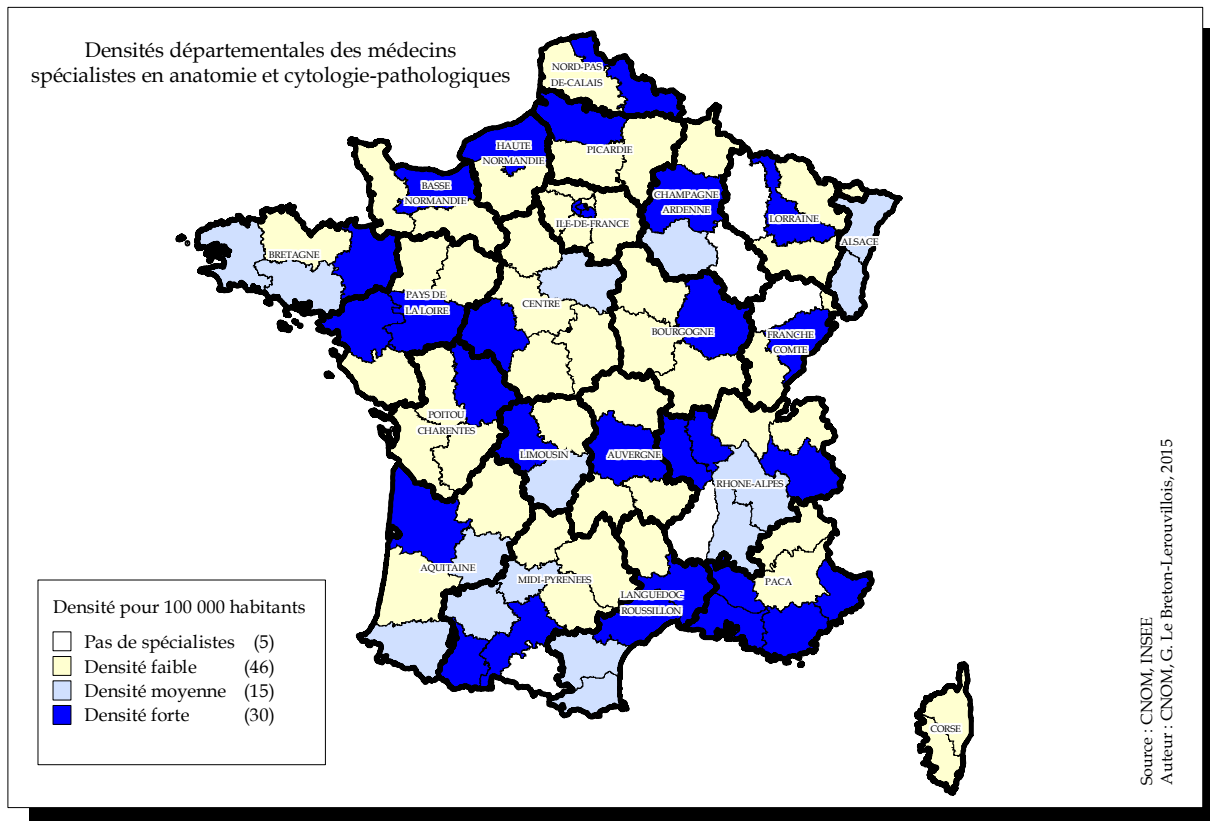 Densités départementales des médecins
spécialistes en anatomie et cytologie-pathologiques
NORD-PAS
DE-CALAIS
HAUTE
NORMANDIE
PICARDIE
BASSE
NORMANDIE
CHAMPAGNE
ARDENNE
ILE-DE-FRANCE
LORRAINE
ALSACE
BRETAGNE
PAYS DE
LA LOIRE
CENTRE
BOURGOGNE
FRANCHE
COMTE
POITOU
CHARENTES
LIMOUSIN
AUVERGNE
RHONE-ALPES
AQUITAINE
MIDI-PYRENEES
LANGUEDOC-
ROUSSILLON
PACA
CORSE
Densité pour 100 000 habitants
Pas de spécialistes (5)
Densité faible (46)
Densité moyenne (15)
Densité forte (30)
Source : CNOM, INSEE
Auteur : CNOM, G. Le Breton-Lerouvillois, 2015